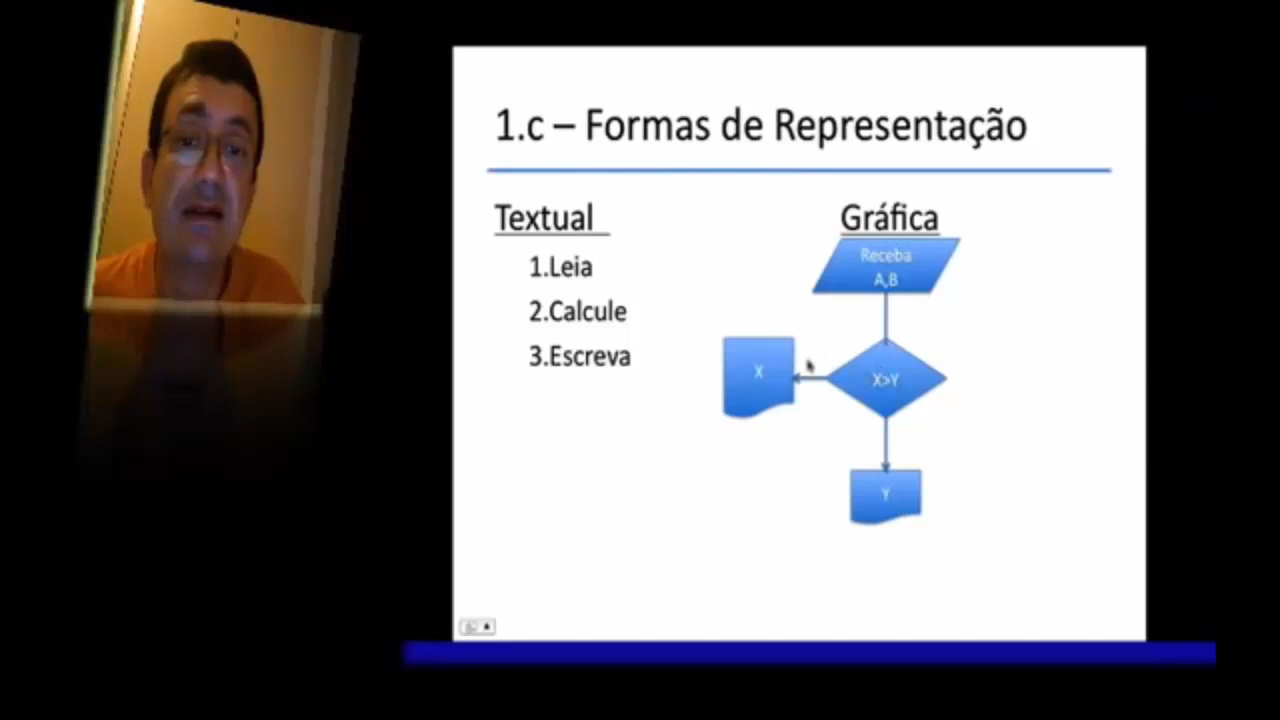 1.c – Formas de Representação
Textual
1.Leia
2.Calcule
3.Escreva
Gráfica
Receba
A,B
X>Y
X
Y